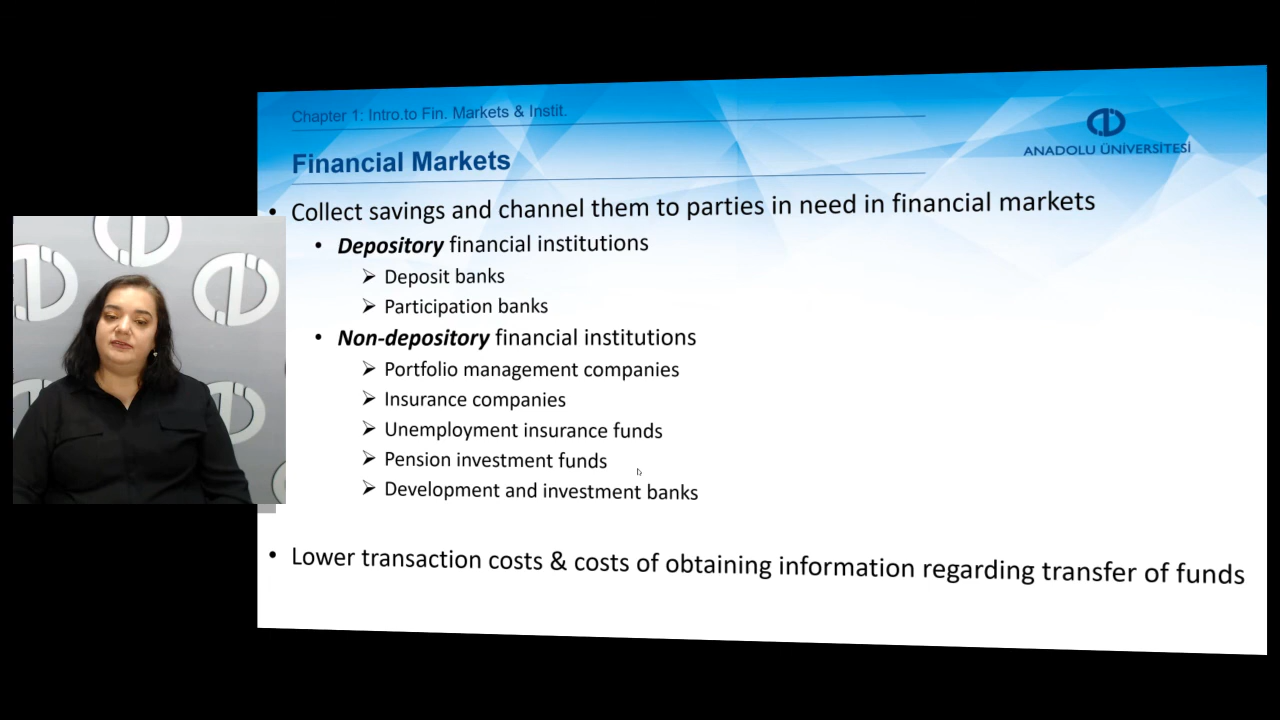 Chapter 1: Intro.to Fin. Markets & Instit.
ANADOLU ÜNİVERSİTESİ
Financial Markets
• Collect savings and channel them to parties in need in financial markets
• Depository financial institutions
➢ Deposit banks
➢ Participation banks
• Non-depository financial institutions
➢ Portfolio management companies
➢ Insurance companies
➢ Unemployment insurance funds
➢ Pension investment funds
➢ Development and investment banks
• Lower transaction costs & costs of obtaining information regarding transfer of funds